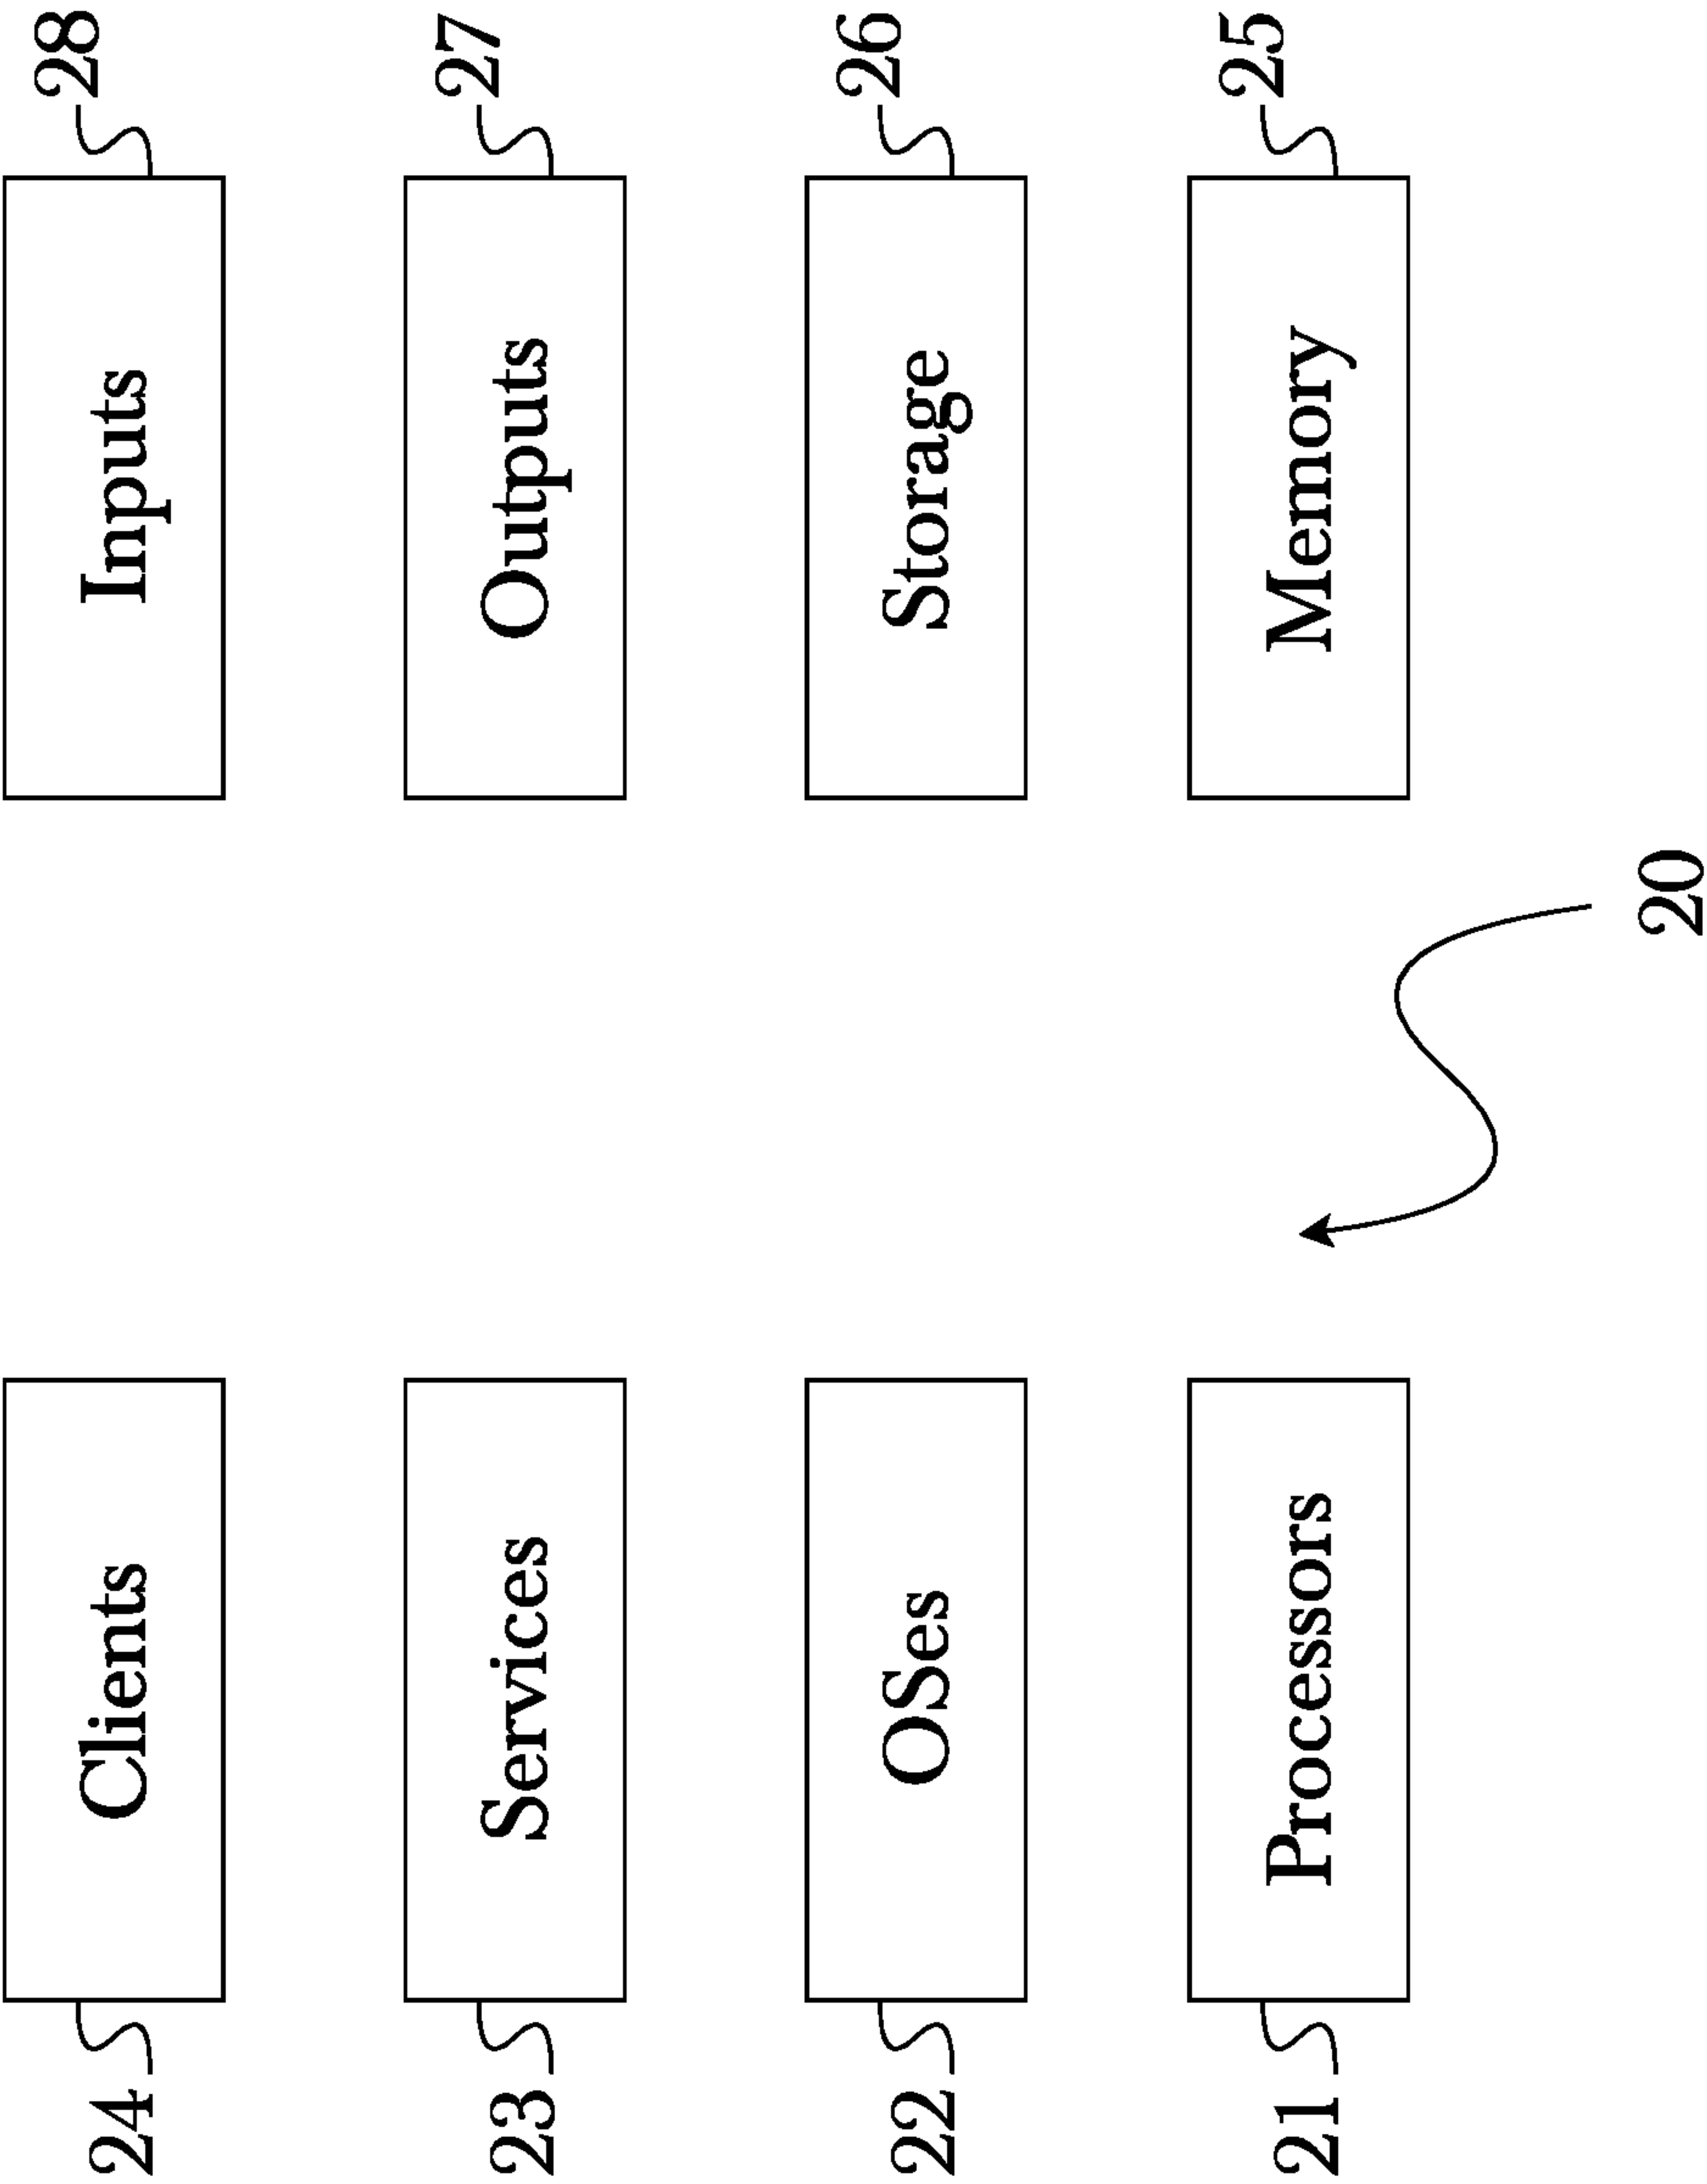 24 Clients Inputs 28
23 Services Outputs 27
22 OSes Storage 26
21 Processors Memory 25
20